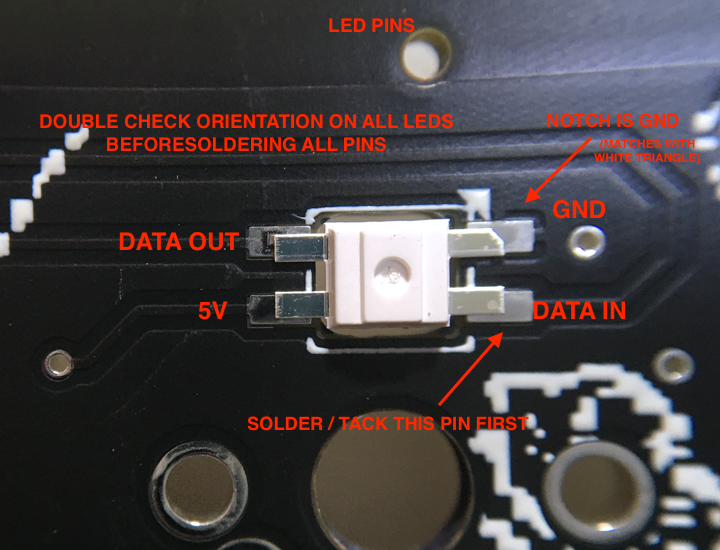 LED PINS
DOUBLE CHECK ORIENTATION ON ALL LEDS
BEFORESOLDERING ALL PINS
NOTCH IS GND
(MATCHES WITH
WHITE TRIANGLE)
GND
DATA OUT
5V
DATA IN
SOLDER / TACK THIS PIN FIRST